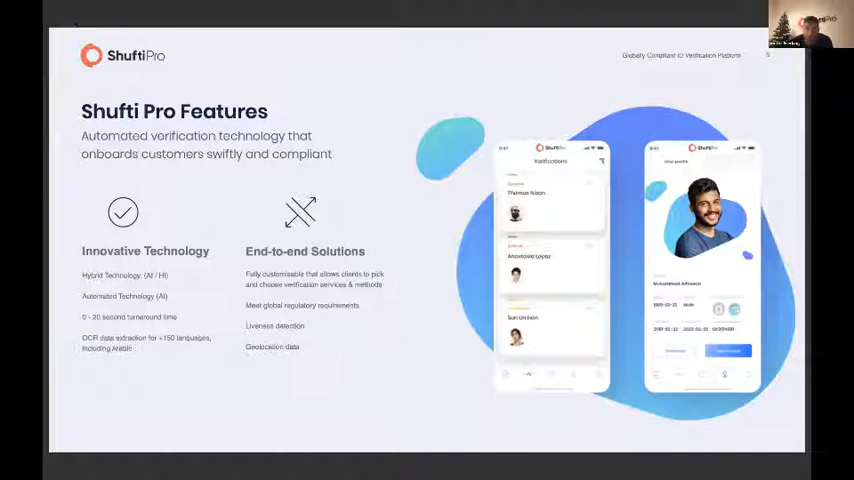 ShuftiPro
Globally Compliant ID Verification Platform
Shufti Pro Features
Automated verification technology that
onboards customers swiftly and compliant
Innovative Technology
Hybrid Technology: (AI / HI)
Automated Technology (AI)
0 - 20 second turnaround time
OCR data extraction for +150 languages,
including Arabic
End-to-end Solutions
Fully customisable that allows clients to pick
and choose verification services & methods
Meet global regulatory requirements
Liveness detection
Geolocation data
ShuftiPro
Verifications
Thomas Nixon
Anastasia Lopez
ShuftiPro
Male